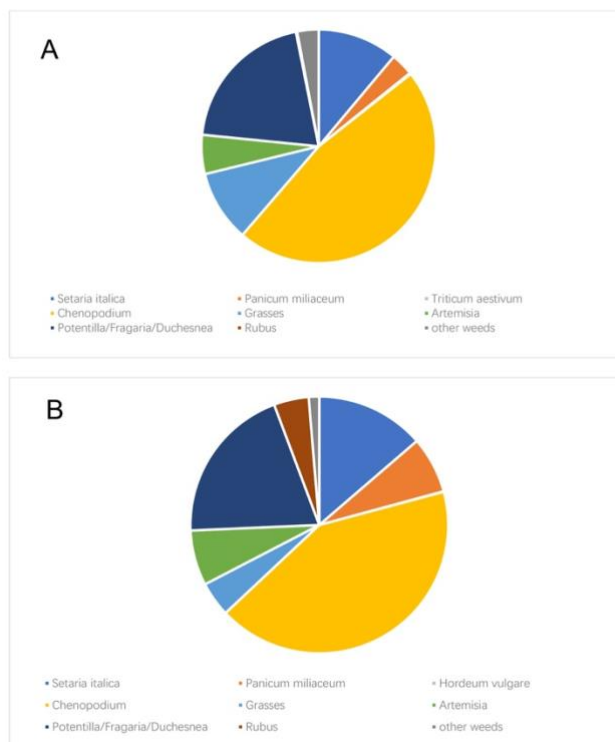 A
Setaria italica Panicum miliaceum Triticum aestivum
Chenopodium Grasses Artemisia
Potentilla/Fragaria/Duchesnea Rubus other weeds
B
Setaria italica Panicum miliaceum Hordeum vulgare
Chenopodium Grasses Artemisia
Potentilla/Fragaria/Duchesnea Rubus other weeds